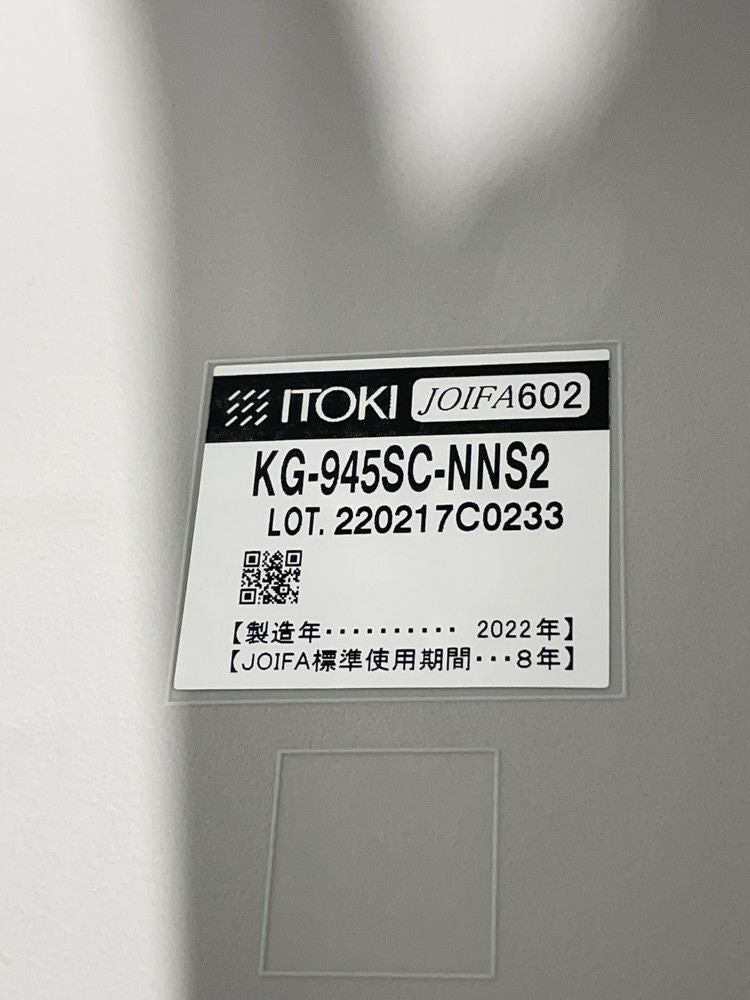 ITOKI JOIFA602
KG-945SC-NNS2
LOT. 220217C0233
【製造年・・・・・・・・・・ 2022年】
【JOIFA標準使用期間・・・8年】